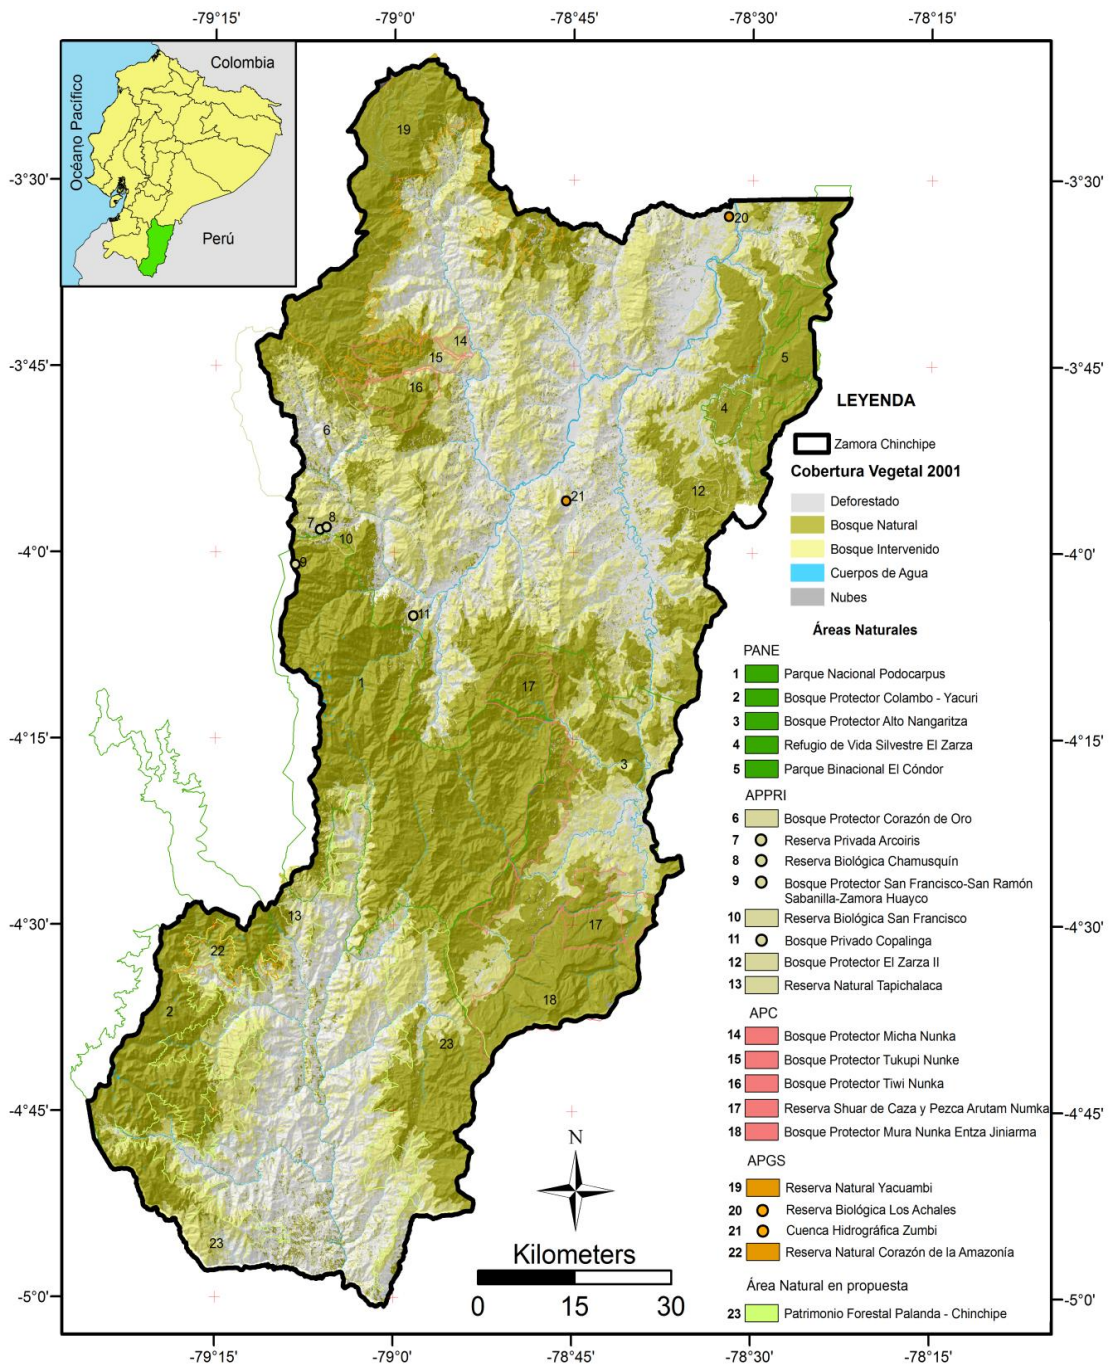 -79°15'
-79°0'
-78°45'
-78°30'
-78°15'
Colombia
Océano Pacífico
Perú
-3°30'
-3°30'
-3°45'
-3°45'
-4°0'
-4°0'
-4°15'
-4°15'
-4°30'
-4°30'
-4°45'
-4°45'
-5°0'
-5°0'
19
20
14
15
5
16
4
6
12
21
7
8
10
9
11
1
17
3
13
17
22
18
2
23
23
LEYENDA
Zamora Chinchipe
Cobertura Vegetal 2001
Deforestado
Bosque Natural
Bosque Intervenido
Cuerpos de Agua
Nubes
Áreas Naturales
PANE
1 Parque Nacional Podocarpus
2 Bosque Protector Colambo - Yacuri
3 Bosque Protector Alto Nangaritza
4 Refugio de Vida Silvestre El Zarza
5 Parque Binacional El Cóndor
APPRI
6 Bosque Protector Corazón de Oro
7 Reserva Privada Arcoiris
8 Reserva Biológica Chamusquín
9 Bosque Protector San Francisco-San Ramón
Sabanilla-Zamora Huayco
10 Reserva Biológica San Francisco
11 Bosque Privado Copalinga
12 Bosque Protector El Zarza II
13 Reserva Natural Tapichalaca
APC
14 Bosque Protector Micha Nunka
15 Bosque Protector Tukupi Nunke
16 Bosque Protector Tiwi Nunka
17 Reserva Shuar de Caza y Pezca Arutam Numka
18 Bosque Protector Mura Nunka Entza Jiniarma
APGS
19 Reserva Natural Yacuambi
20 Reserva Biológica Los Achales
21 Cuenca Hidrográfica Zumbi
22 Reserva Natural Corazón de la Amazonía
Área Natural en propuesta
23 Patrimonio Forestal Palanda - Chinchipe
N
Kilometers
0 15 30
-79°15'
-79°0'
-78°45'
-78°30'
-78°15'